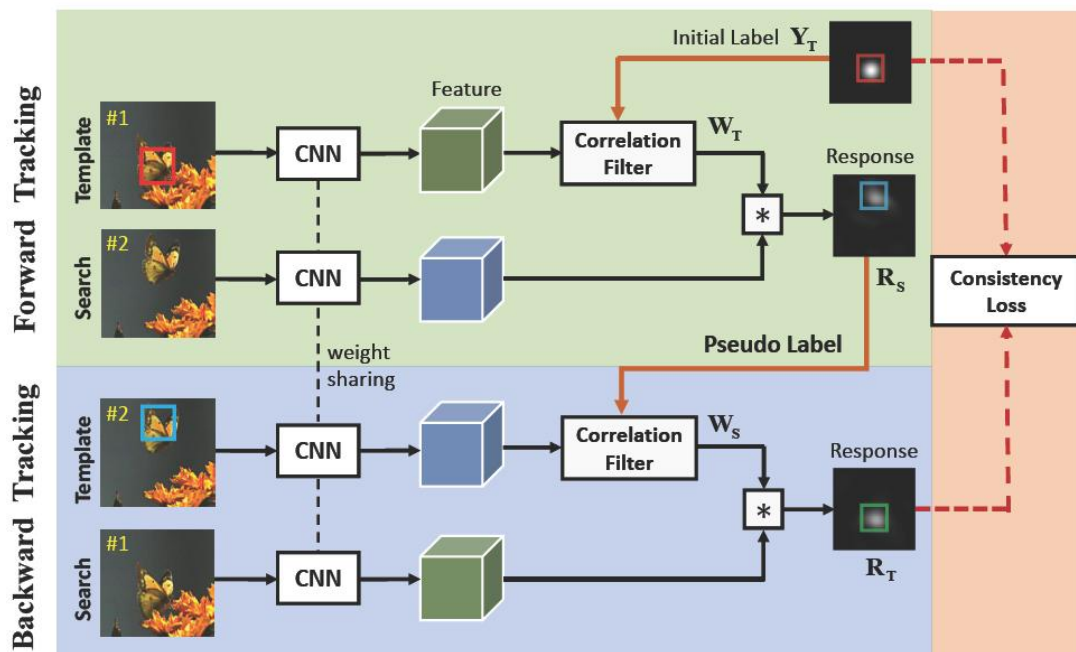 Forward Tracking
Template
#1
CNN
Feature
Initial Label Y_T
Correlation
Filter
W_T
*
Response
R_S
Search
#2
CNN
Consistency
Loss
Pseudo Label
weight
sharing
Backward Tracking
Template
#2
CNN
Correlation
Filter
W_S
*
Response
R_T
Search
#1
CNN